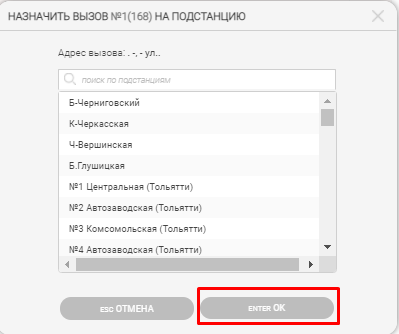 НАЗНАЧИТЬ ВЫЗОВ №1(168) НА ПОДСТАНЦИЮ
Адрес вызова: . -, - ул..
поиск по подстанциям
Б-Черниговский
К-Черкасская
Ч-Вершинская
Б.Глушицкая
№1 Центральная (Тольятти)
№2 Автозаводская (Тольятти)
№3 Комсомольская (Тольятти)
№4 Автозаводская (Тольятти)
ESC ОТМЕНА
ENTER ОК